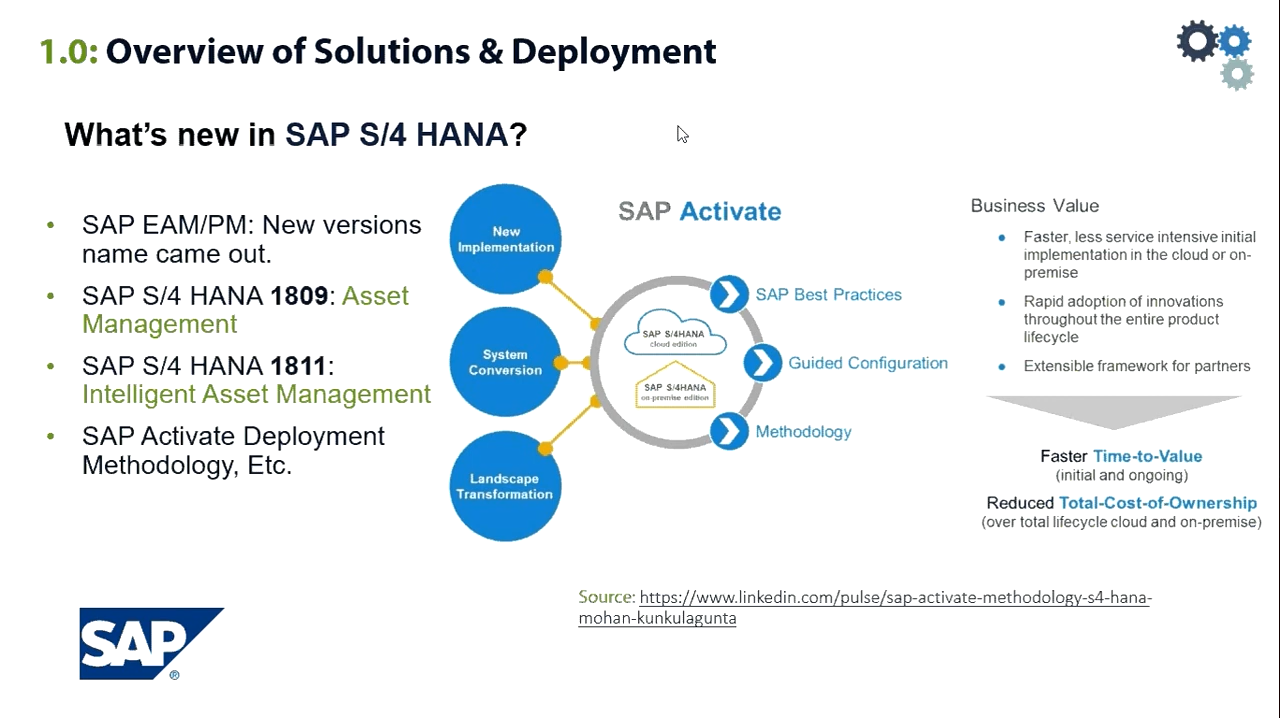 1.0: Overview of Solutions & Deployment
What's new in SAP S/4 HANA?
• SAP EAM/PM: New versions
name came out.
• SAP S/4 HANA 1809: Asset
Management
• SAP S/4 HANA 1811:
Intelligent Asset Management
• SAP Activate Deployment
Methodology, Etc.
SAP Activate
New
Implementation
System
Conversion
Landscape
Transformation
SAP S/4HANA
cloud edition
SAP S/4HANA
on-premise edition
SAP Best Practices
Guided Configuration
Methodology
Business Value
• Faster, less service intensive initial
implementation in the cloud or on-
premise
• Rapid adoption of innovations
throughout the entire product
lifecycle
• Extensible framework for partners
Faster Time-to-Value
(initial and ongoing)
Reduced Total-Cost-of-Ownership
(over total lifecycle cloud and on-premise)
Source: https://www.linkedin.com/pulse/sap-activate-methodology-s4-hana-
mohan-kunkulagunta
SAP®